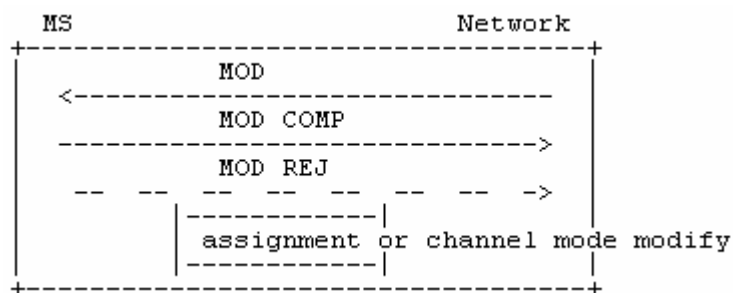 MS Network
MOD
MOD COMP
MOD REJ
assignment or channel mode modify